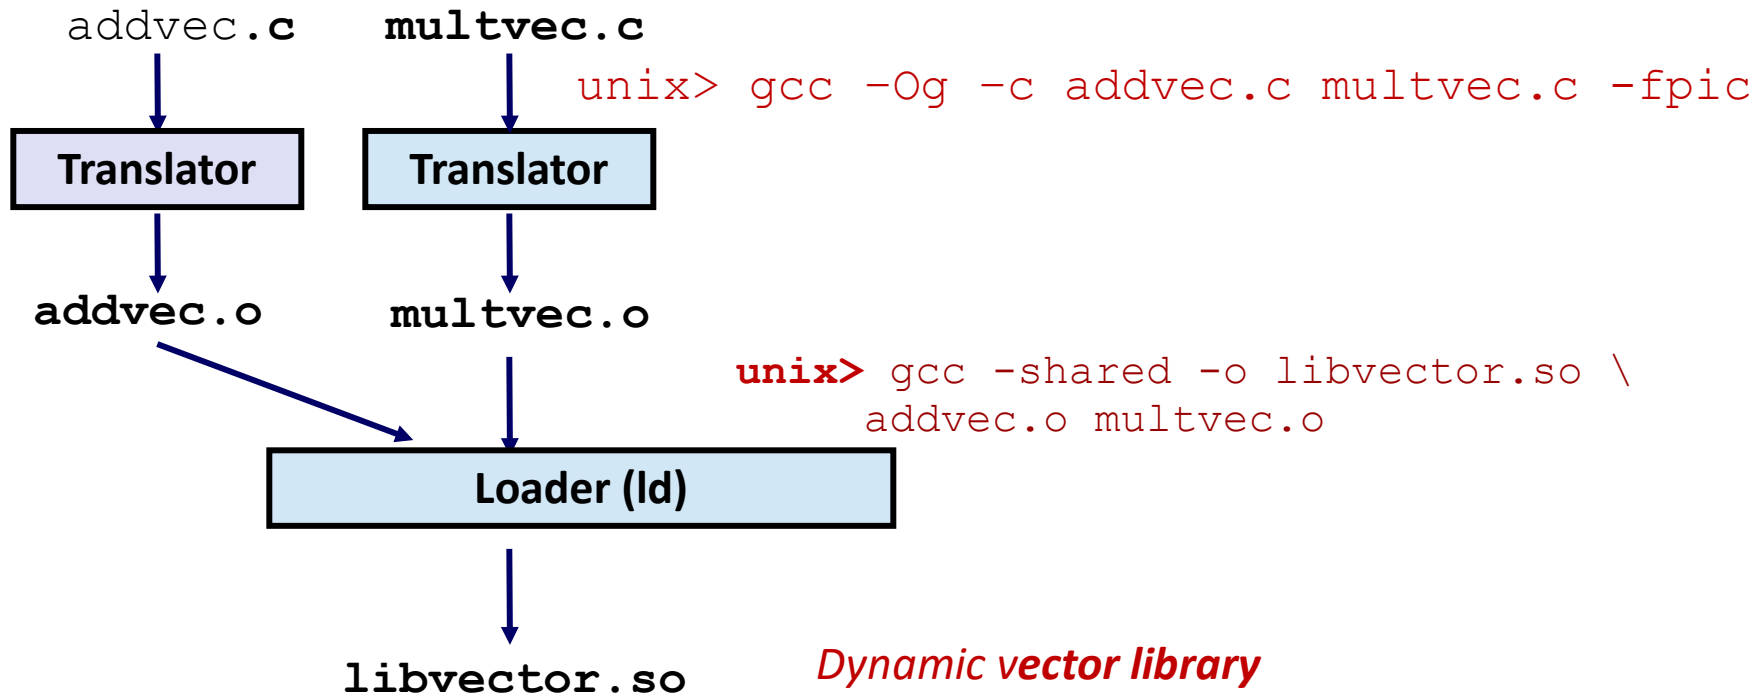 addvec.c multvec.c
unix> gcc –Og –c addvec.c multvec.c -fpic
Translator Translator
addvec.o multvec.o
unix> gcc -shared -o libvector.so \
addvec.o multvec.o
Loader (ld)
libvector.so
Dynamic vector library